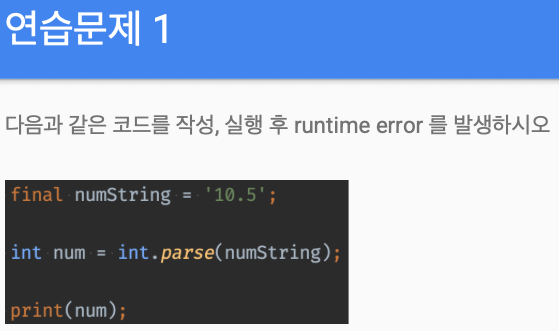 연습문제 1
다음과 같은 코드를 작성, 실행 후 runtime error 를 발생하시오
final numString = '10.5';
int num = int.parse(numString);
print(num);